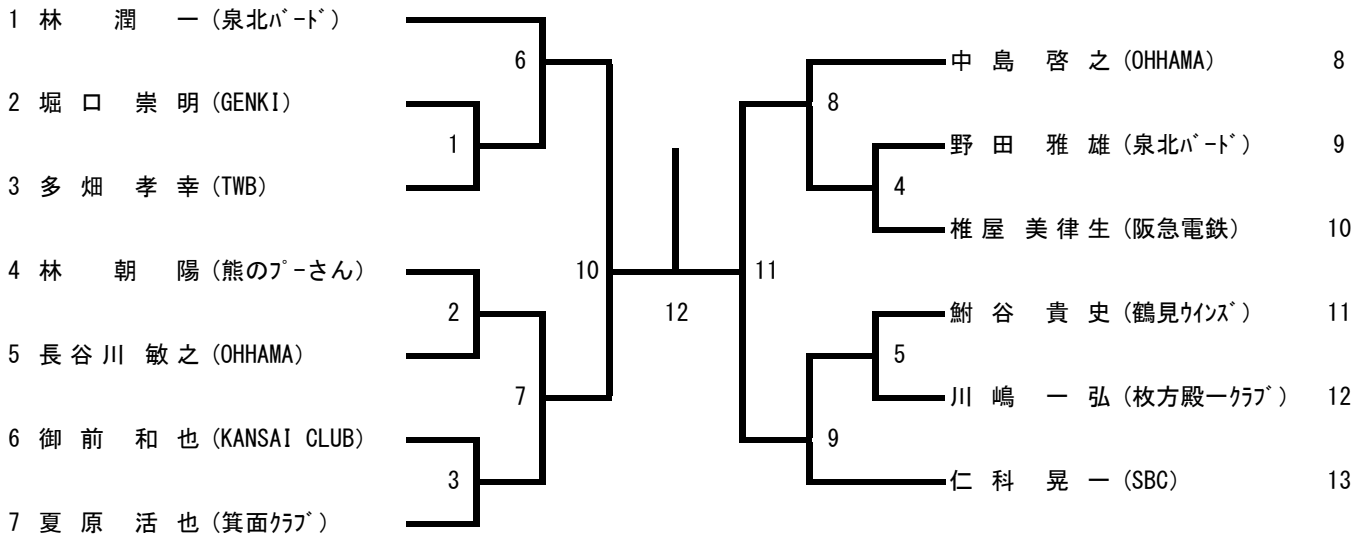 1 林 潤 一 (泉北ﾊﾞｰﾄﾞ)
6
中 島 啓 之 (OHHAMA) 8
2 堀 口 崇 明 (GENKI)
8
1
野 田 雅 雄 (泉北ﾊﾞｰﾄﾞ) 9
3 多 畑 孝 幸 (TWB)
4
椎 屋 美 律 生 (阪急電鉄) 10
4 林 朝 陽 (熊のﾌﾟｰさん)
10
11
2
12
鮒 谷 貴 史 (鶴見ｳｲﾝｽﾞ) 11
5 長 谷 川 敏 之 (OHHAMA)
5
7
川 嶋 一 弘 (枚方殿一ｸﾗﾌﾞ) 12
6 御 前 和 也 (KANSAI CLUB)
9
3
仁 科 晃 一 (SBC) 13
7 夏 原 活 也 (箕面ｸﾗﾌﾞ)